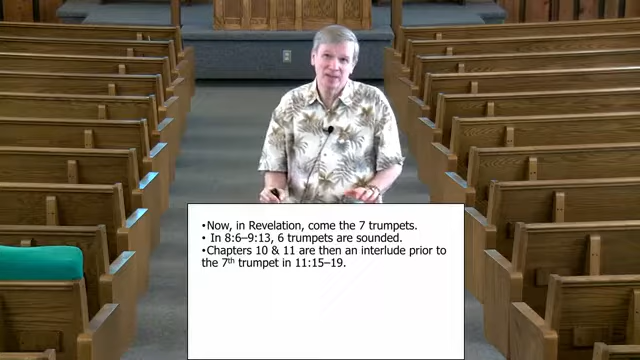 •Now, in Revelation, come the 7 trumpets.
• In 8:6–9:13, 6 trumpets are sounded.
•Chapters 10 & 11 are then an interlude prior to
the 7th trumpet in 11:15–19.